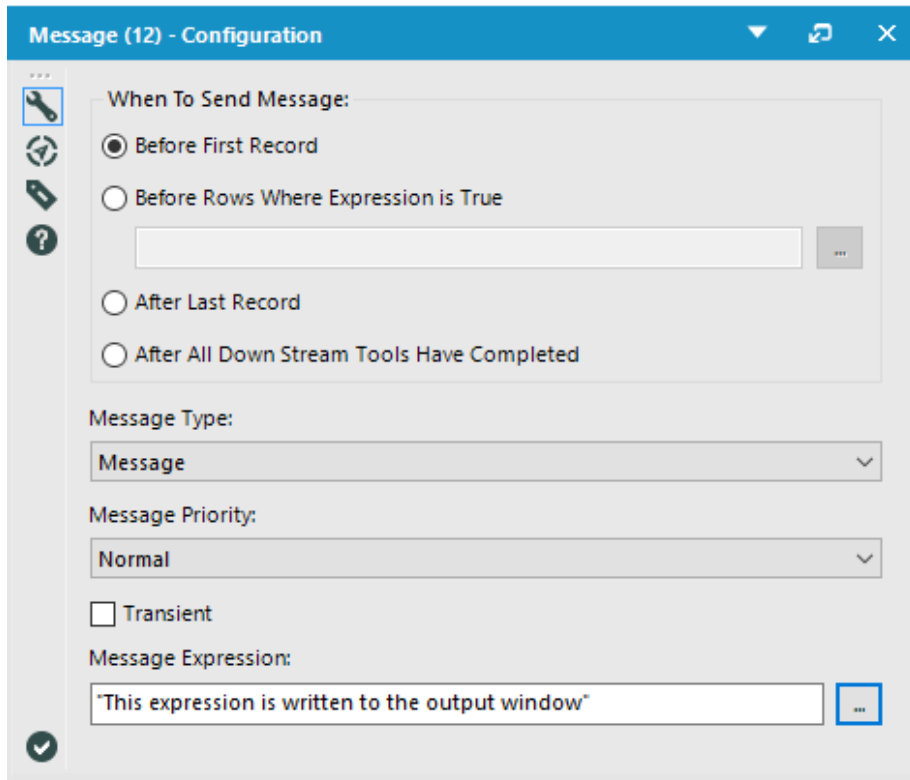 Message (12) - Configuration
When To Send Message:
Before First Record
Before Rows Where Expression is True
...
After Last Record
After All Down Stream Tools Have Completed
Message Type:
Message
Message Priority:
Normal
Transient
Message Expression:
"This expression is written to the output window"
...